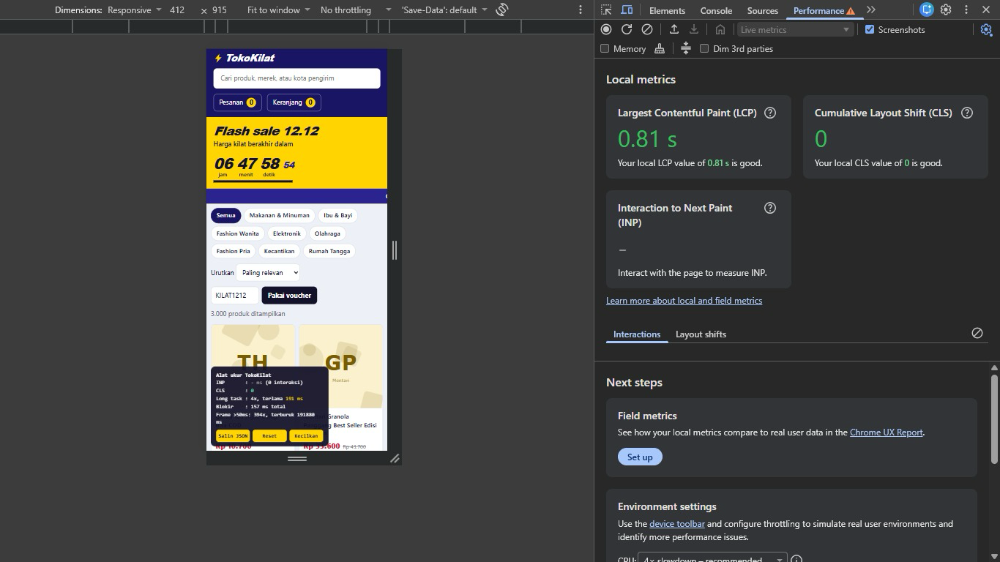 Dimensions: Responsive 412 × 915 Fit to window No throttling 'Save-Data': default
TokoKilat
Cari produk, merek, atau kota pengirim
Pesanan 0 Keranjang 0
Flash sale 12.12
Harga kilat berakhir dalam
06 47 58 54
jam menit detik
Semua Makanan & Minuman Ibu & Bayi
Fashion Wanita Elektronik Olahraga
Fashion Pria Kecantikan Rumah Tangga
Urutkan Paling relevan
KILAT1212 Pakai voucher
3.000 produk ditampilkan
TH GP
Mentari
Granola
Best Seller Edisi
Rp 43.700
Alat ukur TokoKilat
INP : - ms (0 interaksi)
CLS : 0
Long task : 4x, terlama 191 ms
Blokir : 157 ms total
Frame >50ms: 394x, terburuk 191880
ms
Salin JSON Reset Kecilkan
Elements Console Sources Performance
Live metrics Screenshots
Memory Dim 3rd parties
Local metrics
Largest Contentful Paint (LCP)
0.81 s
Your local LCP value of 0.81 s is good.
Cumulative Layout Shift (CLS)
0
Your local CLS value of 0 is good.
Interaction to Next Paint
(INP)
–
Interact with the page to measure INP.
Learn more about local and field metrics
Interactions Layout shifts
Next steps
Field metrics
See how your local metrics compare to real user data in the Chrome UX Report.
Set up
Environment settings
Use the device toolbar and configure throttling to simulate real user environments and
identify more performance issues.
CPU: 4× slowdown – recommended